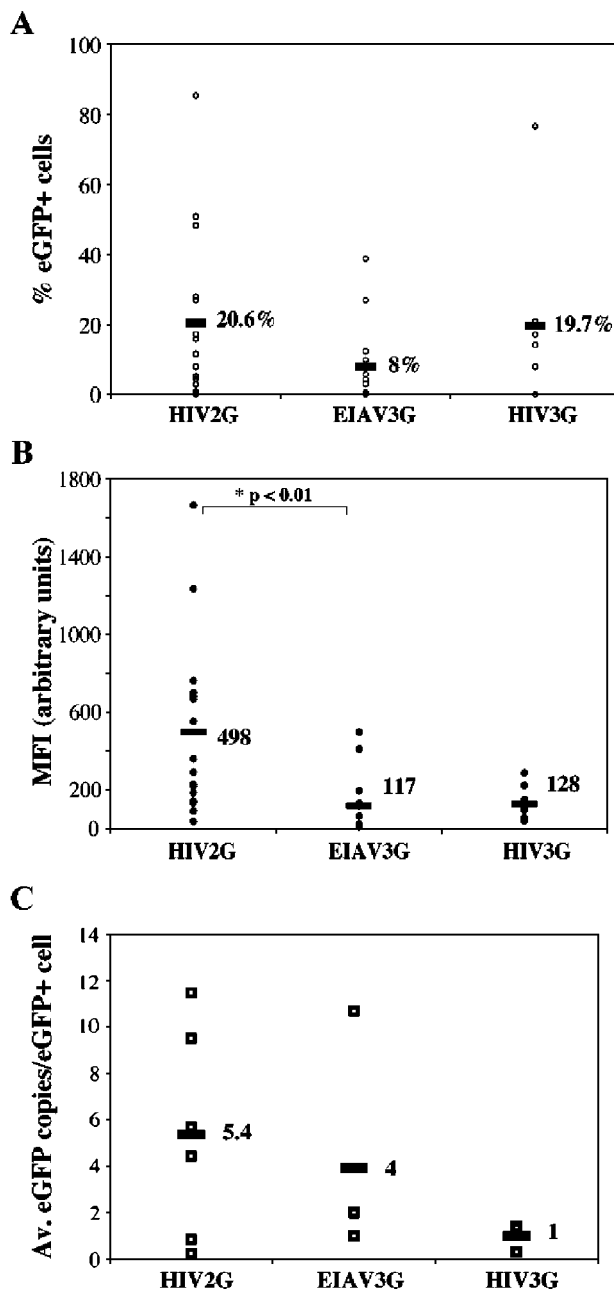 A
% eGFP+ cells
100
80
60
40
20
0
20.6%
8%
19.7%
HIV2G
EIAV3G
HIV3G
B
MFI (arbitrary units)
1800
1400
1000
600
200
0
* p < 0.01
498
117
128
HIV2G
EIAV3G
HIV3G
C
Av. eGFP copies/eGFP+ cell
14
12
10
8
6
4
2
0
5.4
4
1
HIV2G
EIAV3G
HIV3G